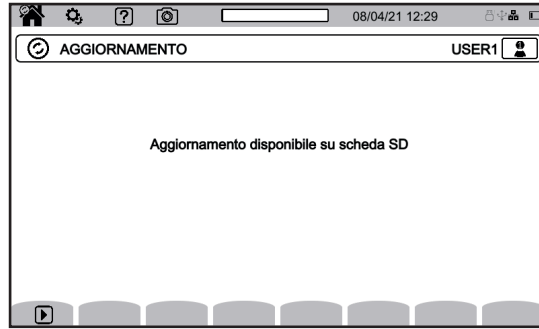 08/04/21 12:29
AGGIORNAMENTO USER1
Aggiornamento disponibile su scheda SD